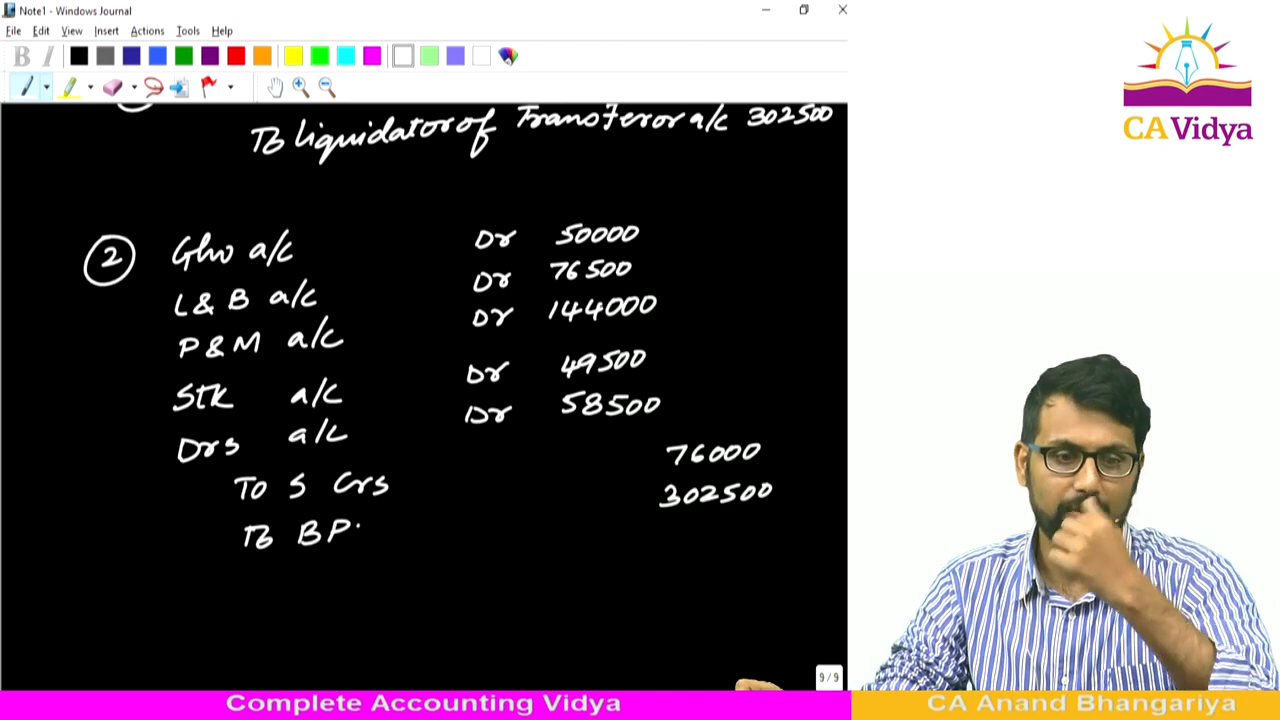 Note1 - Windows Journal
File Edit View Insert Actions Tools Help
B I
To liquidator of Transferor a/c 302500
2 Gw a/c Dr 50000
L & B a/c Dr 76500
P & M a/c Dr 144000
Stk a/c Dr 49500
Drs a/c Dr 58500
To S Crs 76000
To BP. 302500
9 / 9
CA Vidya
Complete Accounting Vidya
CA Anand Bhangariya